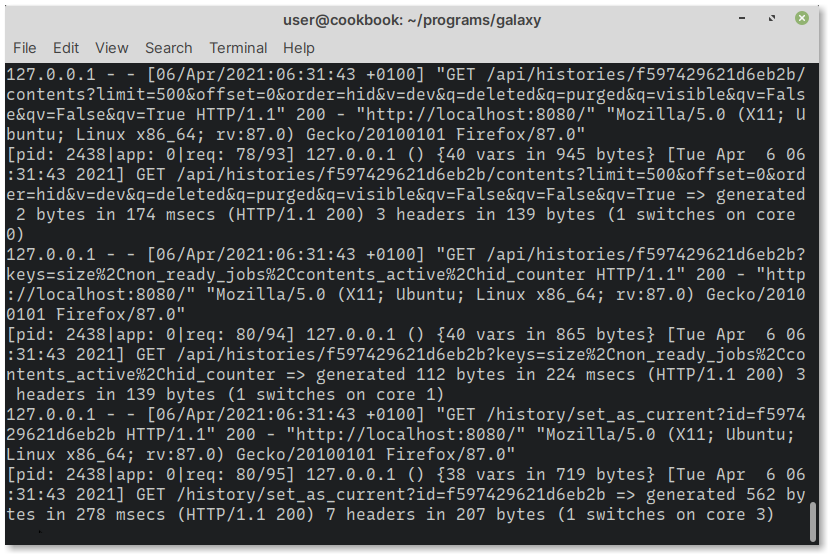 user@cookbook: ~/programs/galaxy
File Edit View Search Terminal Help
127.0.0.1 - - [06/Apr/2021:06:31:43 +0100] "GET /api/histories/f597429621d6eb2b/
contents?limit=500&offset=0&order=hid&v=dev&q=deleted&q=purged&q=visible&qv=Fals
e&qv=False&qv=True HTTP/1.1" 200 - "http://localhost:8080/" "Mozilla/5.0 (X11; U
buntu; Linux x86_64; rv:87.0) Gecko/20100101 Firefox/87.0"
[pid: 2438|app: 0|req: 78/93] 127.0.0.1 () {40 vars in 945 bytes} [Tue Apr  6 06
:31:43 2021] GET /api/histories/f597429621d6eb2b/contents?limit=500&offset=0&ord
er=hid&v=dev&q=deleted&q=purged&q=visible&qv=False&qv=False&qv=True => generated
 2 bytes in 174 msecs (HTTP/1.1 200) 3 headers in 139 bytes (1 switches on core
0)
127.0.0.1 - - [06/Apr/2021:06:31:43 +0100] "GET /api/histories/f597429621d6eb2b?
keys=size%2Cnon_ready_jobs%2Ccontents_active%2Chid_counter HTTP/1.1" 200 - "http
://localhost:8080/" "Mozilla/5.0 (X11; Ubuntu; Linux x86_64; rv:87.0) Gecko/2010
0101 Firefox/87.0"
[pid: 2438|app: 0|req: 80/94] 127.0.0.1 () {40 vars in 865 bytes} [Tue Apr  6 06
:31:43 2021] GET /api/histories/f597429621d6eb2b?keys=size%2Cnon_ready_jobs%2Cco
ntents_active%2Chid_counter => generated 112 bytes in 224 msecs (HTTP/1.1 200) 3
 headers in 139 bytes (1 switches on core 1)
127.0.0.1 - - [06/Apr/2021:06:31:43 +0100] "GET /history/set_as_current?id=f5974
29621d6eb2b HTTP/1.1" 200 - "http://localhost:8080/" "Mozilla/5.0 (X11; Ubuntu;
Linux x86_64; rv:87.0) Gecko/20100101 Firefox/87.0"
[pid: 2438|app: 0|req: 80/95] 127.0.0.1 () {38 vars in 719 bytes} [Tue Apr  6 06
:31:43 2021] GET /history/set_as_current?id=f597429621d6eb2b => generated 562 by
tes in 278 msecs (HTTP/1.1 200) 7 headers in 207 bytes (1 switches on core 3)